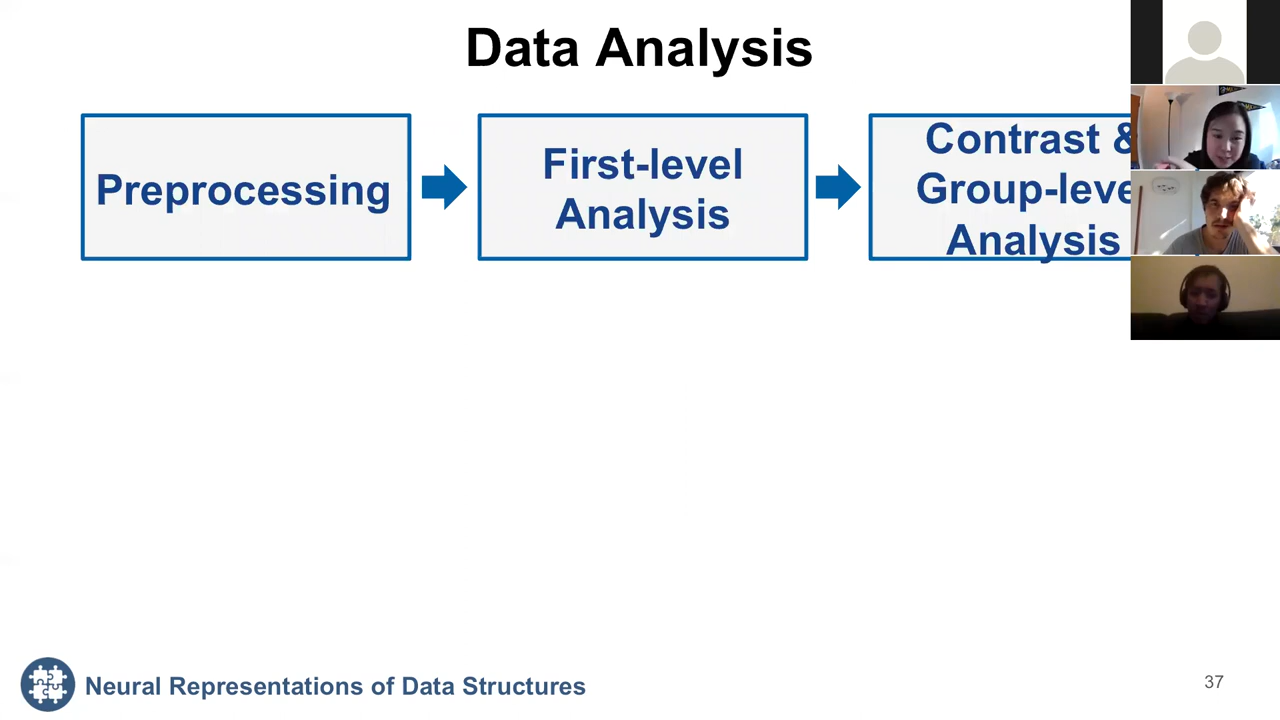 Data Analysis
Preprocessing
First-level
Analysis
Contrast &
Group-leve
Analysis
Neural Representations of Data Structures
37